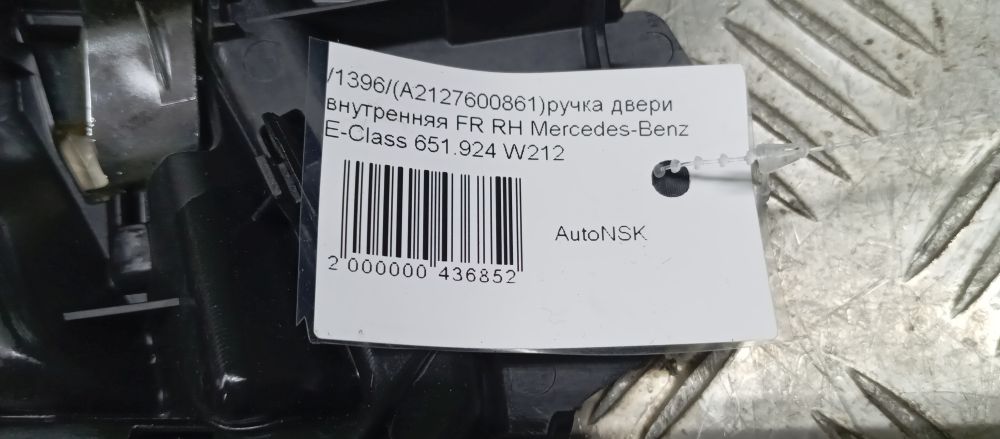 /1396/(A2127600861)ручка двери
внутренняя FR RH Mercedes-Benz
E-Class 651.924 W212
AutoNSK
2 000000 436852